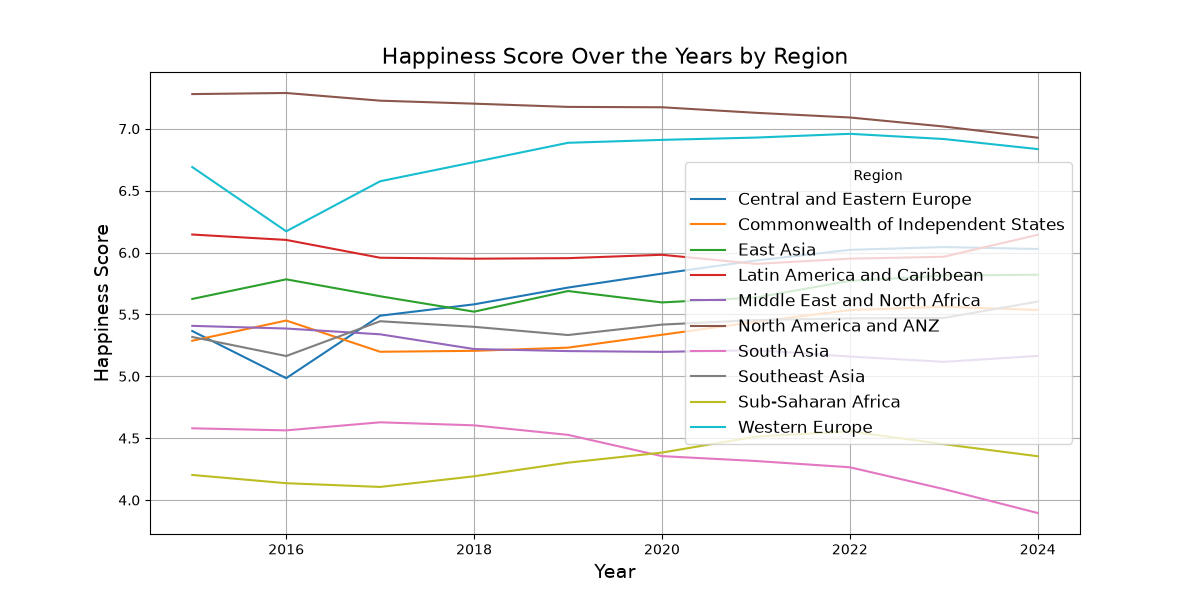 Happiness Score Over the Years by Region
Happiness Score
7.0
6.5
6.0
5.5
5.0
4.5
4.0
Region
Central and Eastern Europe
Commonwealth of Independent States
East Asia
Latin America and Caribbean
Middle East and North Africa
North America and ANZ
South Asia
Southeast Asia
Sub-Saharan Africa
Western Europe
2016 2018 2020 2022 2024
Year